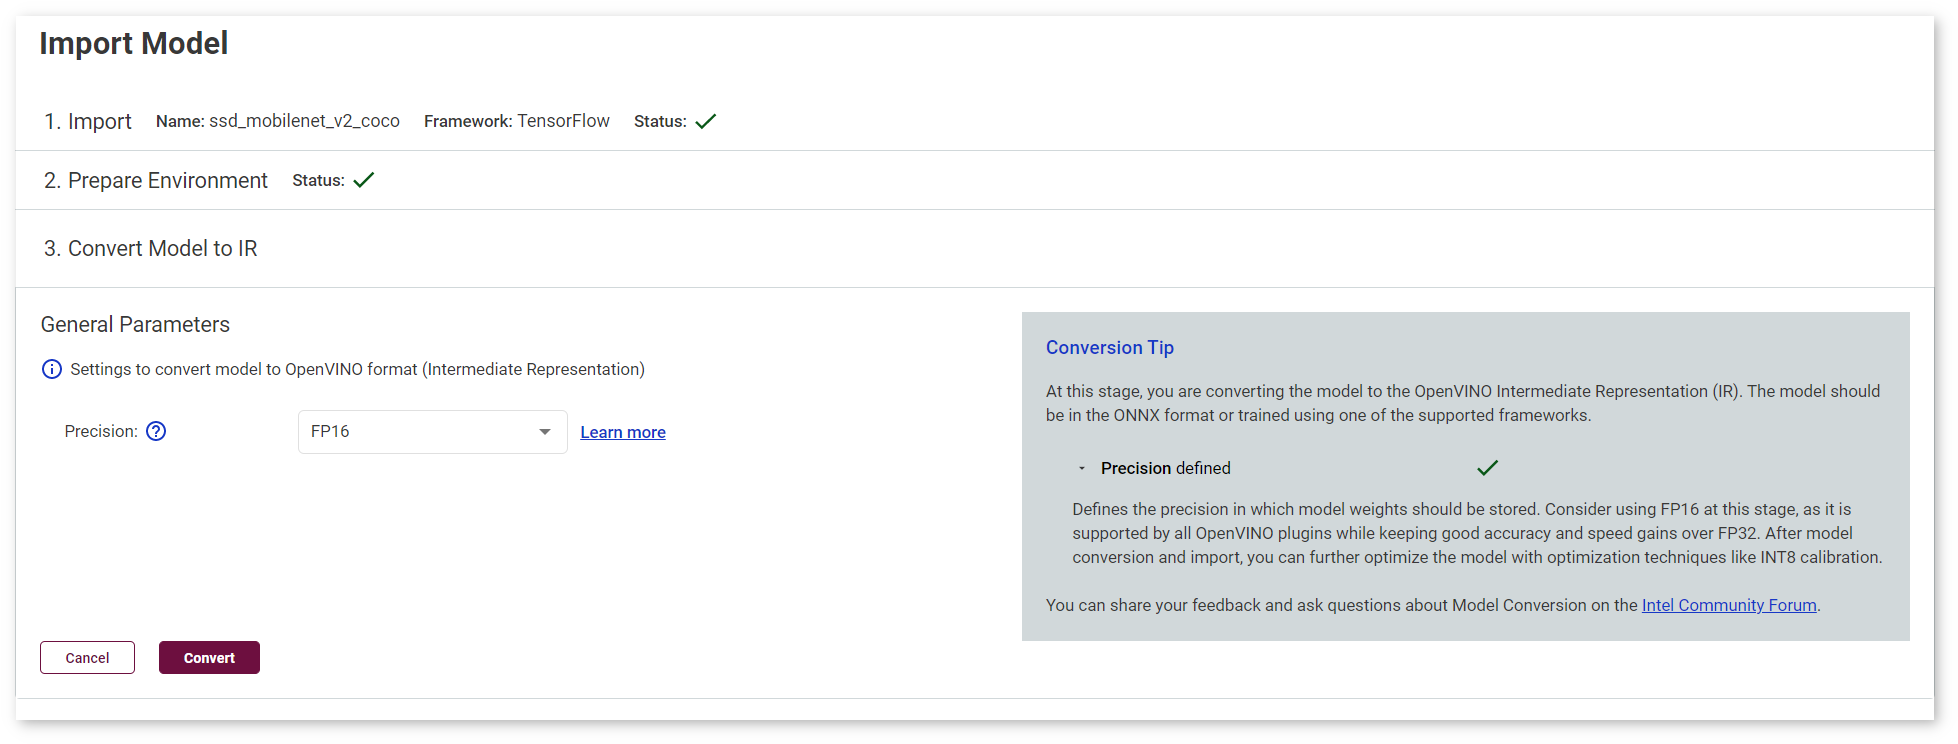 Import Model
1. Import Name: ssd_mobilenet_v2_coco Framework: TensorFlow Status:
2. Prepare Environment Status:
3. Convert Model to IR
General Parameters
Settings to convert model to OpenVINO format (Intermediate Representation)
Precision: FP16 Learn more
Cancel Convert
Conversion Tip
At this stage, you are converting the model to the OpenVINO Intermediate Representation (IR). The model should
be in the ONNX format or trained using one of the supported frameworks.
Precision defined
Defines the precision in which model weights should be stored. Consider using FP16 at this stage, as it is
supported by all OpenVINO plugins while keeping good accuracy and speed gains over FP32. After model
conversion and import, you can further optimize the model with optimization techniques like INT8 calibration.
You can share your feedback and ask questions about Model Conversion on the Intel Community Forum.